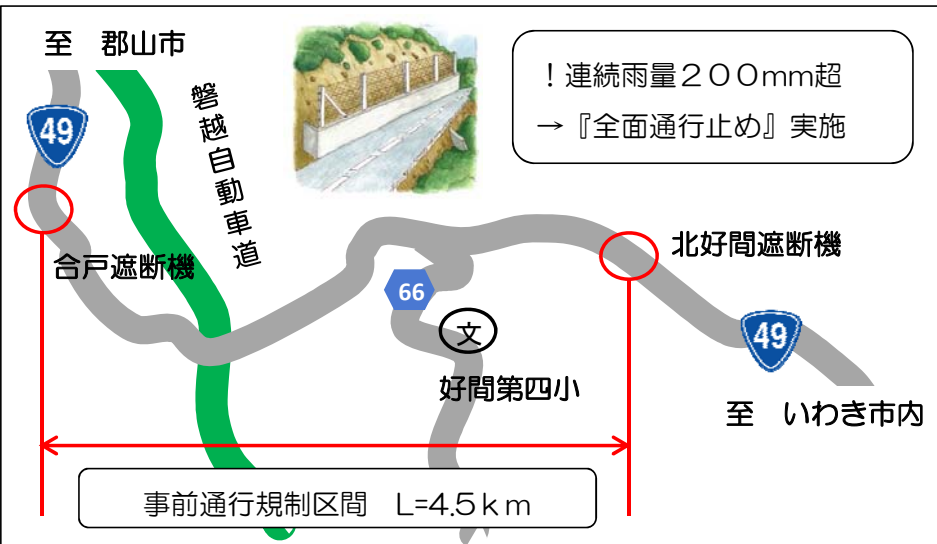 至　郡山市
49
磐越自動車道
！連続雨量２００mm超
→『全面通行止め』実施
合戸遮断機
北好間遮断機
66
文
好間第四小
49
至　いわき市内
事前通行規制区間　L=4.5ｋｍ